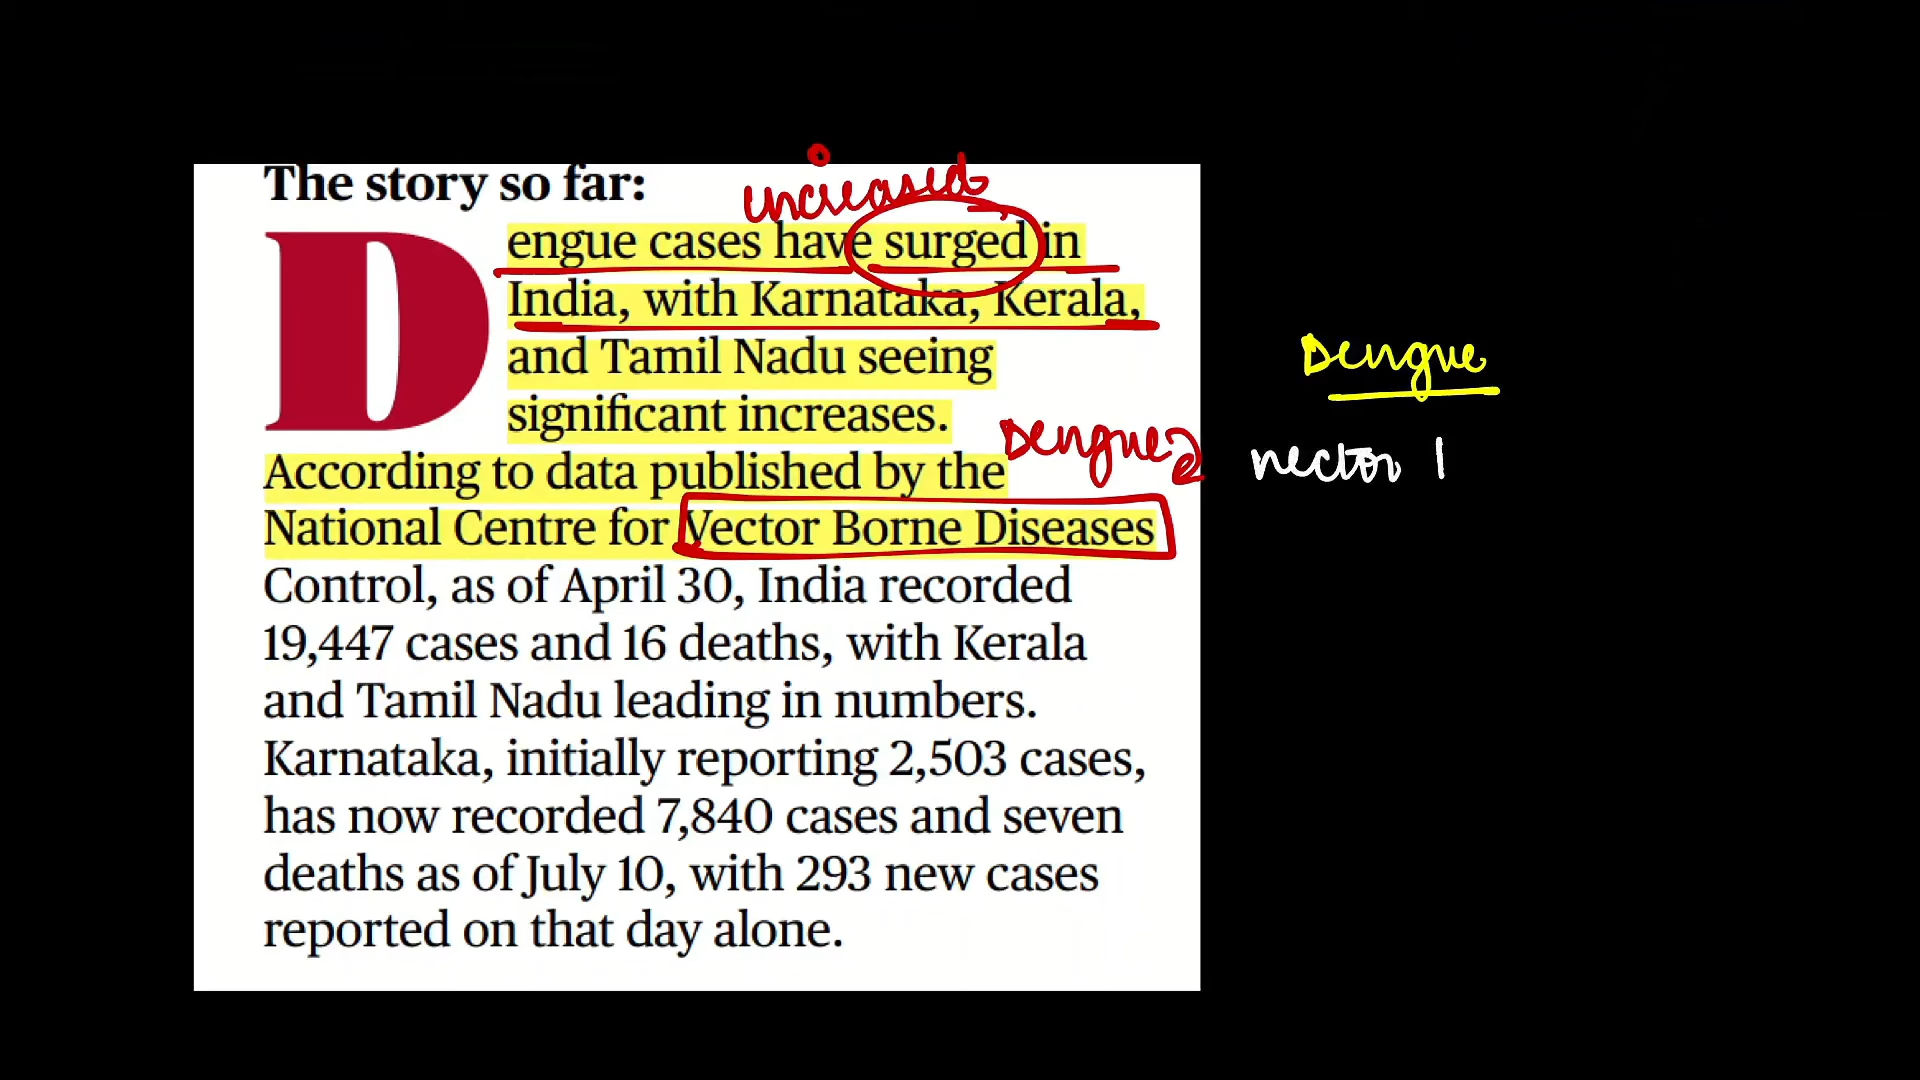 The story so far:
increased
Dengue cases have surged in
India, with Karnataka, Kerala,
and Tamil Nadu seeing
significant increases.
Dengue
According to data published by the
National Centre for Vector Borne Diseases
Control, as of April 30, India recorded
19,447 cases and 16 deaths, with Kerala
and Tamil Nadu leading in numbers.
Karnataka, initially reporting 2,503 cases,
has now recorded 7,840 cases and seven
deaths as of July 10, with 293 new cases
reported on that day alone.
Dengue
vector